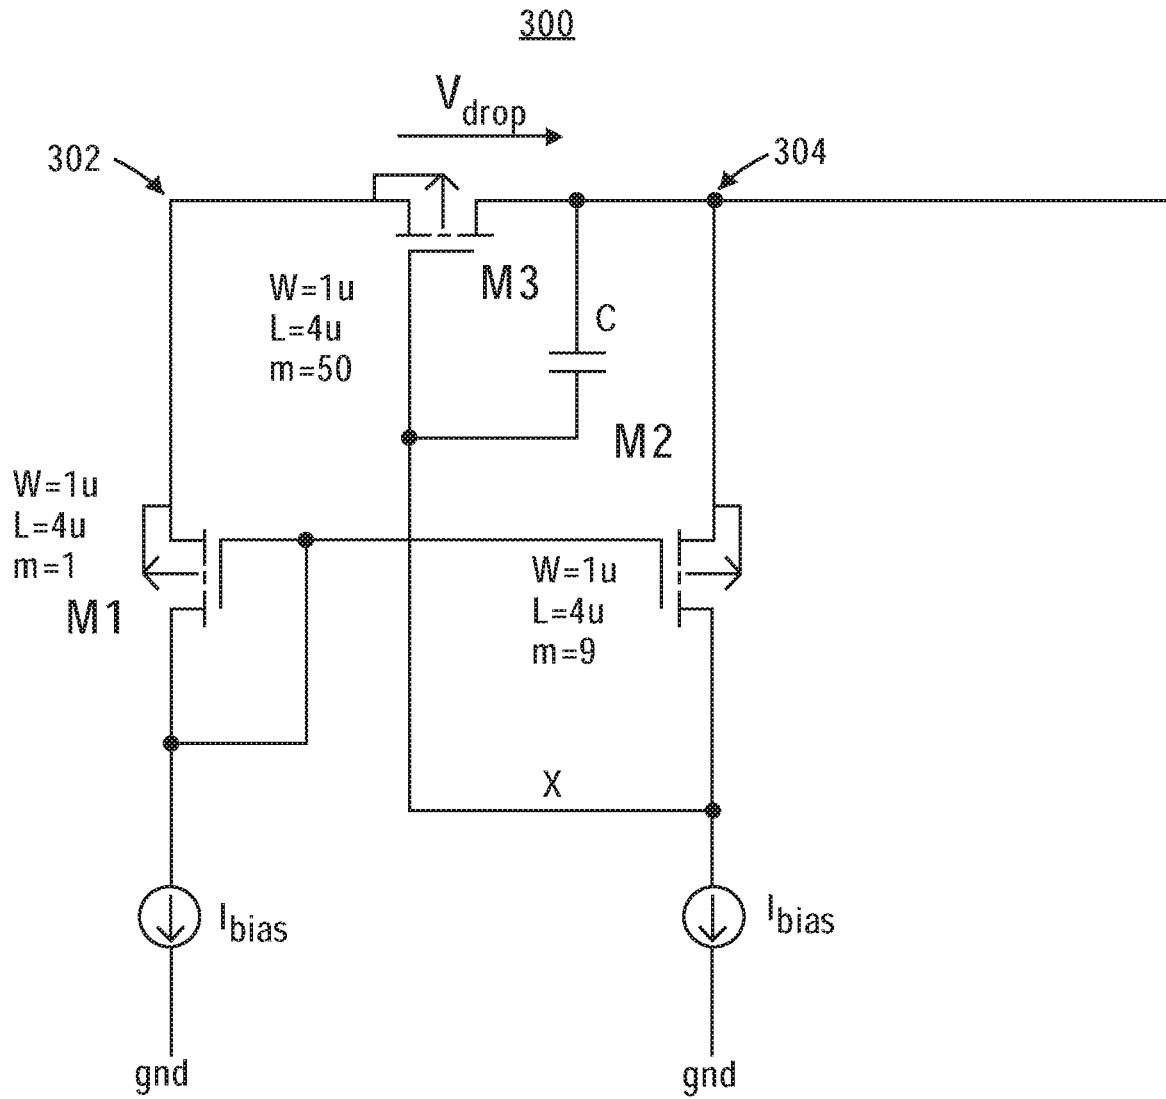 300
Vdrop
302
304
M3
W=1u
L=4u
m=50
C
M2
W=1u
L=4u
m=1
M1
W=1u
L=4u
m=9
X
Ibias
Ibias
gnd
gnd